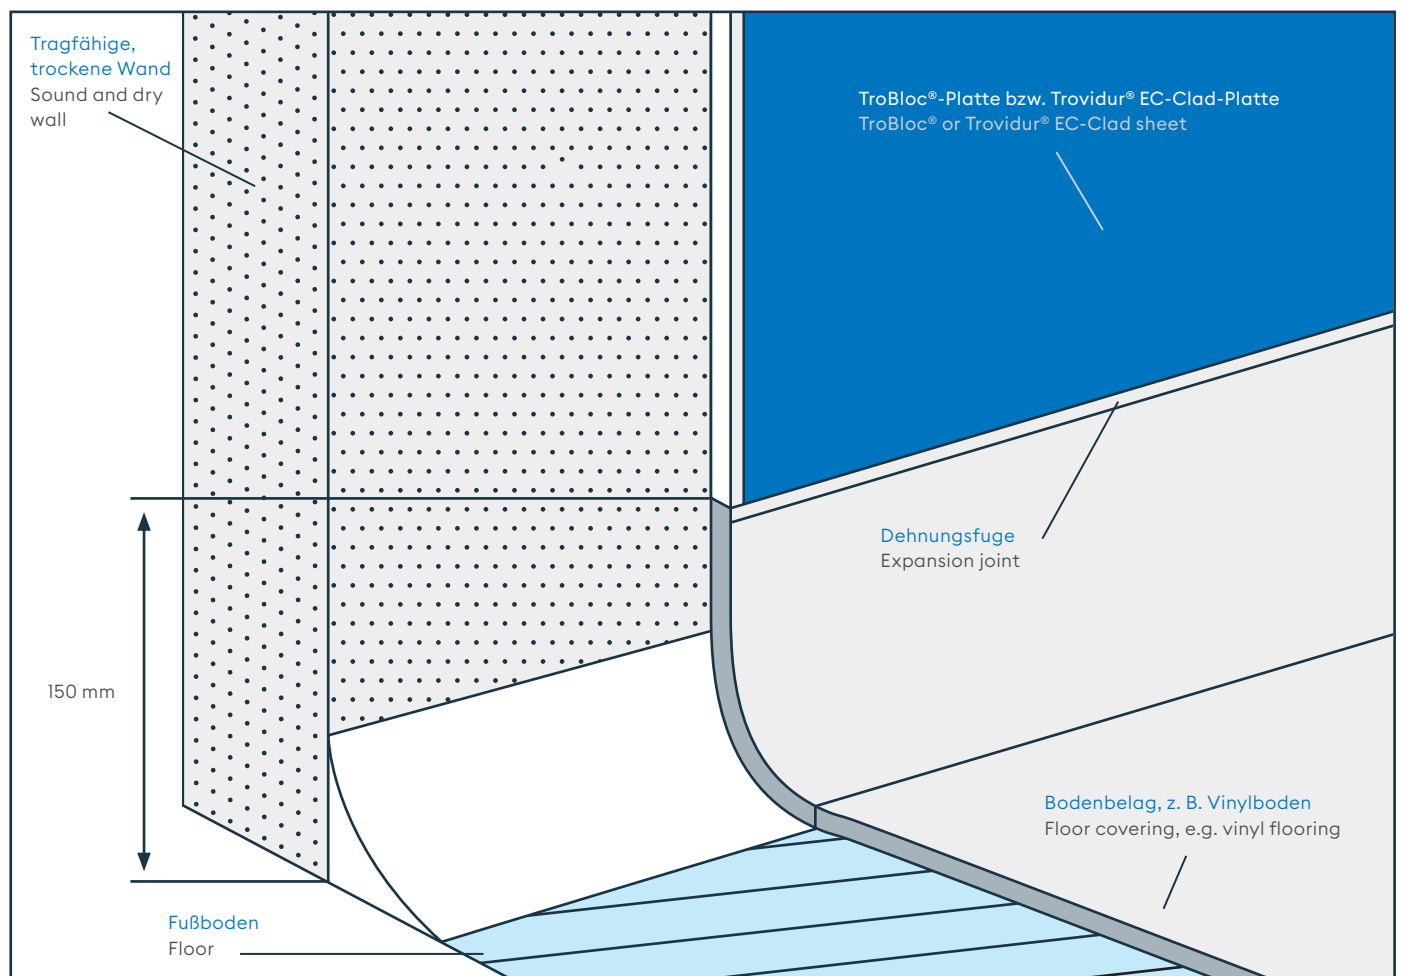 Tragfähige,
trockene Wand
Sound and dry
wall
TroBloc®-Platte bzw. Trovidur® EC-Clad-Platte
TroBloc® or Trovidur® EC-Clad sheet
Dehnungsfuge
Expansion joint
150 mm
Bodenbelag, z. B. Vinylboden
Floor covering, e.g. vinyl flooring
Fußboden
Floor